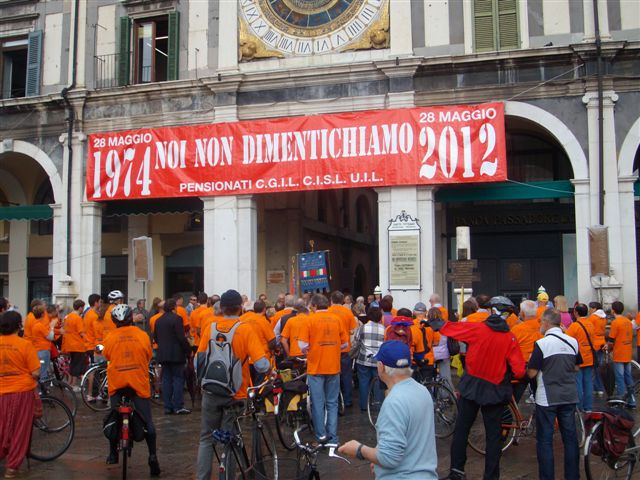 28 MAGGIO
1974
NOI NON DIMENTICHIAMO
28 MAGGIO
2012
PENSIONATI C.G.I.L. C.I.S.L. U.I.L.